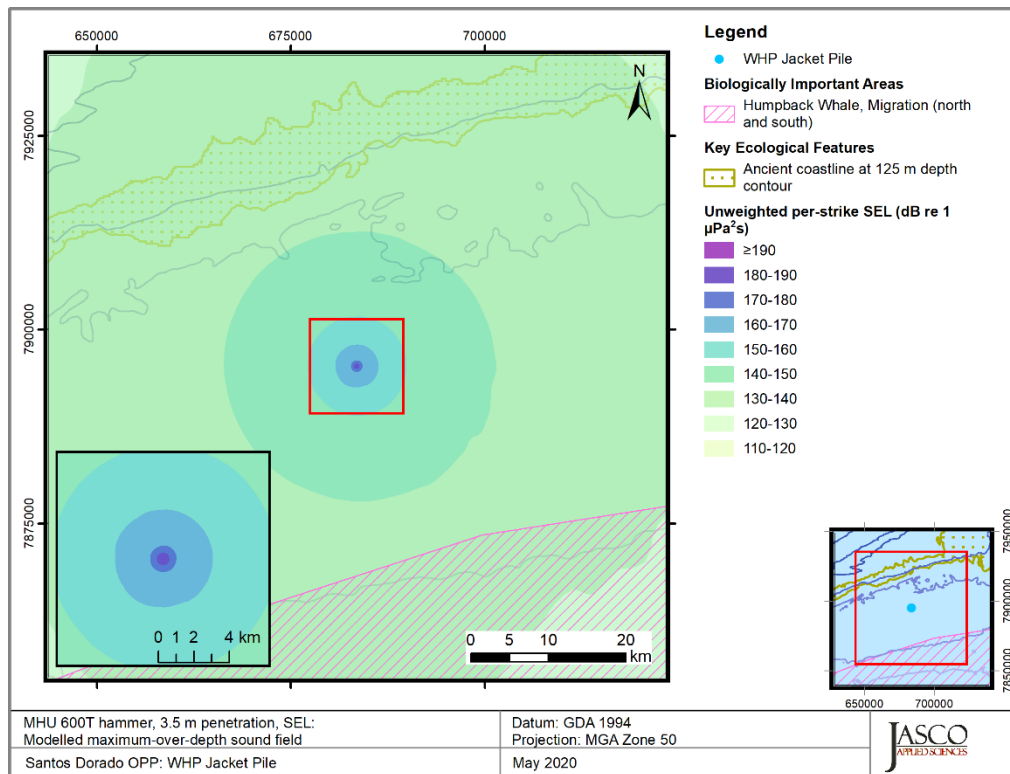 650000 675000 700000
7925000
7900000
7875000
N
0 1 2 4 km
0 5 10 20
km
Legend
WHP Jacket Pile
Biologically Important Areas
Humpback Whale, Migration (north
and south)
Key Ecological Features
Ancient coastline at 125 m depth
contour
Unweighted per-strike SEL (dB re 1
µPa²s)
≥190
180-190
170-180
160-170
150-160
140-150
130-140
120-130
110-120
7950000
7900000
7850000
650000 700000
MHU 600T hammer, 3.5 m penetration, SEL:
Modelled maximum-over-depth sound field
Santos Dorado OPP: WHP Jacket Pile
Datum: GDA 1994
Projection: MGA Zone 50
May 2020
JASCO
APPLIED SCIENCES